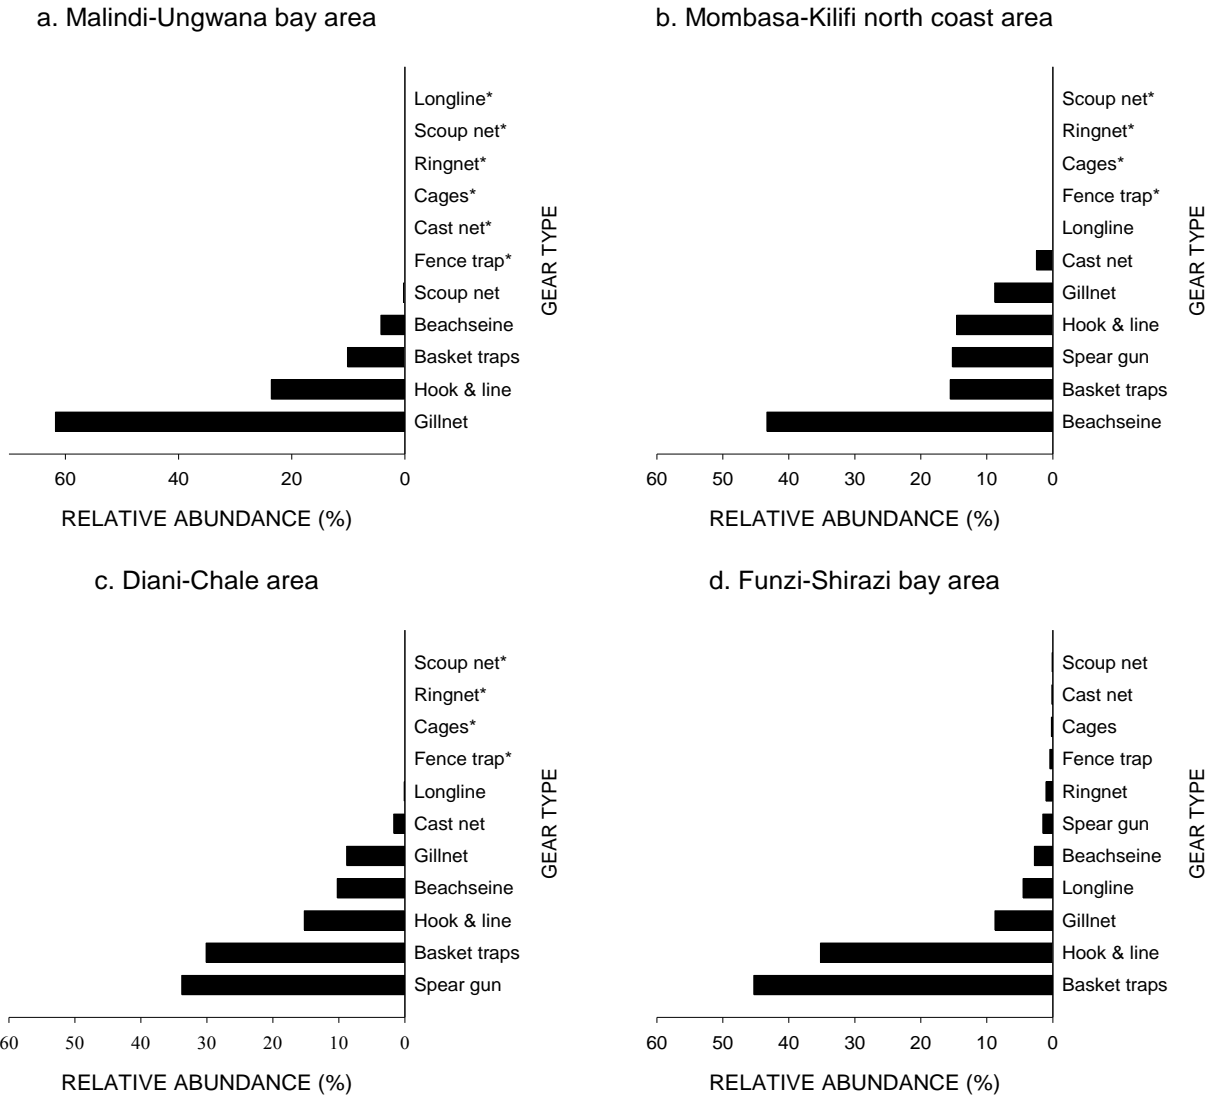 a. Malindi-Ungwana bay area
Longline*
Scoup net*
Ringnet*
Cages*
Cast net*
Fence trap*
Scoup net
Beachseine
Basket traps
Hook & line
Gillnet
GEAR TYPE
60 40 20 0
RELATIVE ABUNDANCE (%)
b. Mombasa-Kilifi north coast area
Scoup net*
Ringnet*
Cages*
Fence trap*
Longline
Cast net
Gillnet
Hook & line
Spear gun
Basket traps
Beachseine
GEAR TYPE
60 50 40 30 20 10 0
RELATIVE ABUNDANCE (%)
c. Diani-Chale area
Scoup net*
Ringnet*
Cages*
Fence trap*
Longline
Cast net
Gillnet
Beachseine
Hook & line
Basket traps
Spear gun
GEAR TYPE
60 50 40 30 20 10 0
RELATIVE ABUNDANCE (%)
d. Funzi-Shirazi bay area
Scoup net
Cast net
Cages
Fence trap
Ringnet
Spear gun
Beachseine
Longline
Gillnet
Hook & line
Basket traps
GEAR TYPE
60 50 40 30 20 10 0
RELATIVE ABUNDANCE (%)